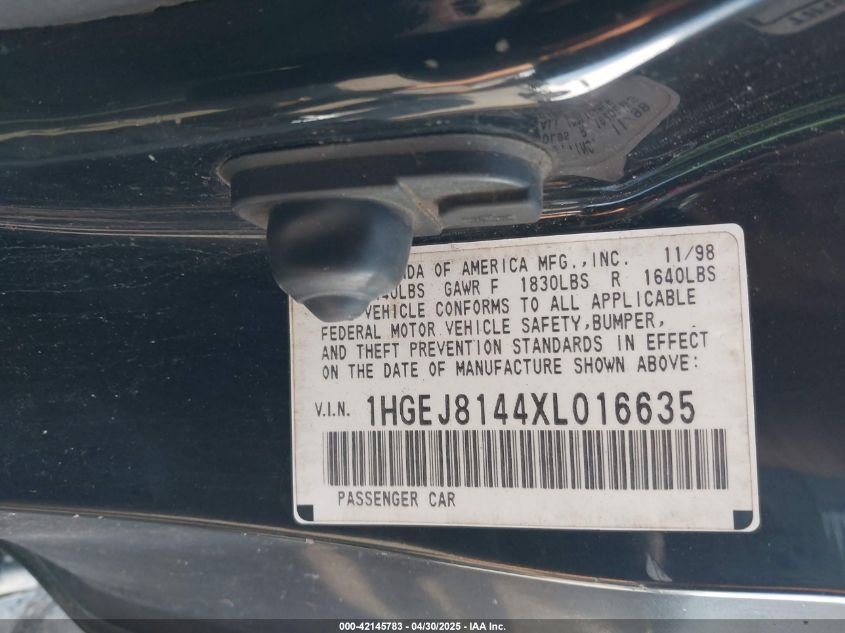 DA OF AMERICA MFG.,INC. 11/98
40LBS GAWR F 1830LBS R 1640LBS
VEHICLE CONFORMS TO ALL APPLICABLE
FEDERAL MOTOR VEHICLE SAFETY,BUMPER,
AND THEFT PREVENTION STANDARDS IN EFFECT
ON THE DATE OF MANUFACTURE SHOWN ABOVE:
V.I.N. 1HGEJ8144XL016635
PASSENGER CAR
000-42145783 - 04/30/2025 - IAA Inc.